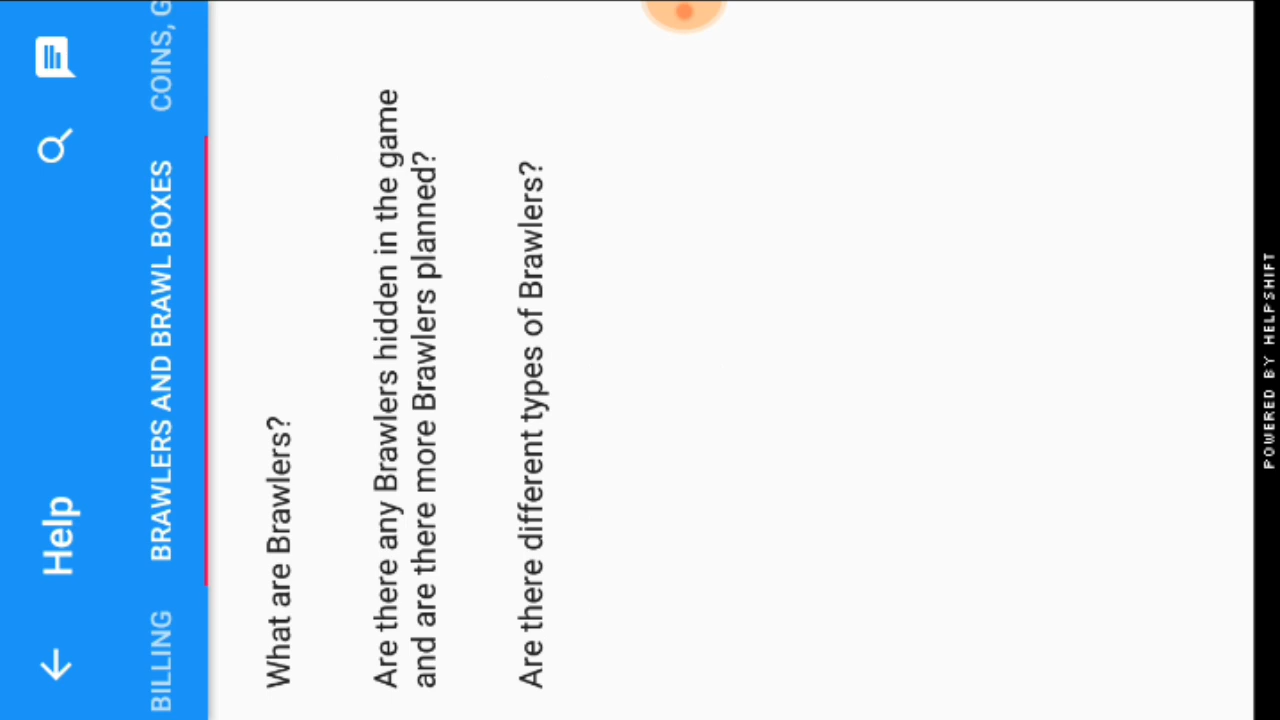 Help
BILLING
BRAWLERS AND BRAWL BOXES
COINS, G
What are Brawlers?
Are there any Brawlers hidden in the game
and are there more Brawlers planned?
Are there different types of Brawlers?
POWERED BY HELPSHIFT